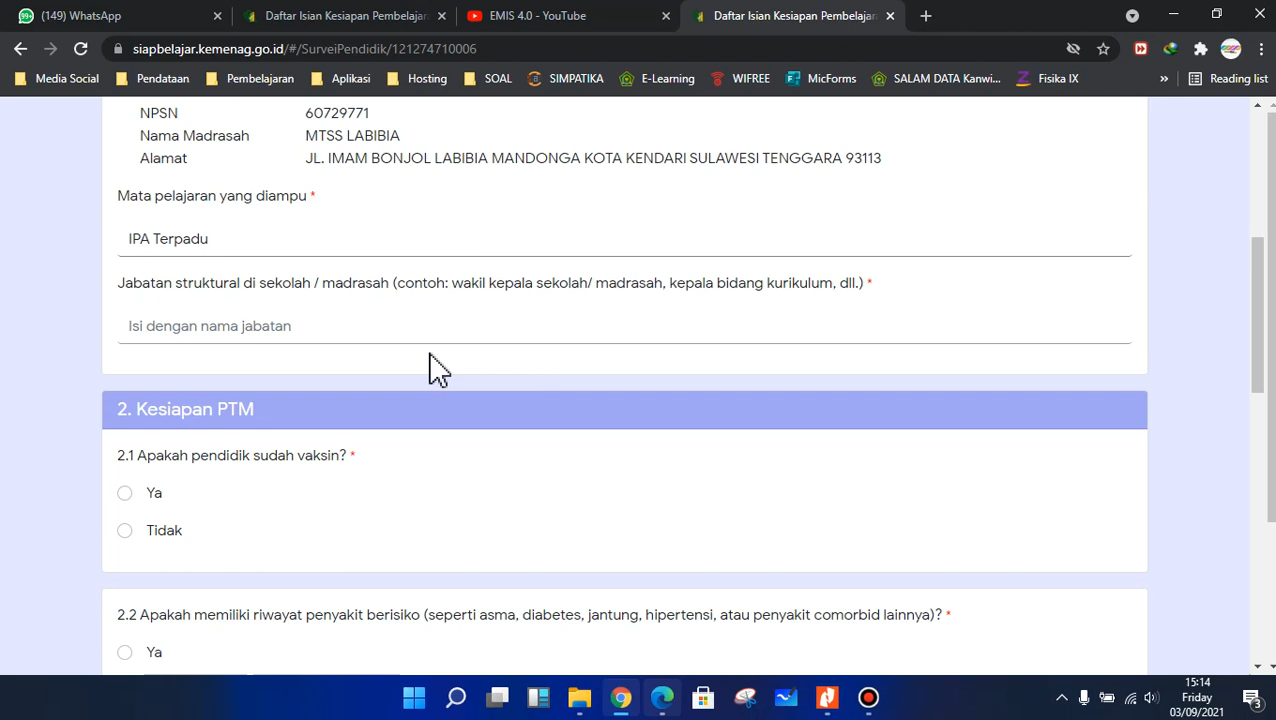 99+ (149) WhatsApp
Daftar Isian Kesiapan Pembelajar
EMIS 4.0 - YouTube
Daftar Isian Kesiapan Pembelajar
siapbelajar.kemenag.go.id/#/SurveiPendidik/121274710006
Media Social
Pendataan
Pembelajaran
Aplikasi
Hosting
SOAL
SIMPATIKA
E-Learning
WIFREE
MicForms
SALAM DATA Kanwi...
Fisika IX
»
Reading list
NPSN 60729771
Nama Madrasah MTSS LABIBIA
Alamat JL. IMAM BONJOL LABIBIA MANDONGA KOTA KENDARI SULAWESI TENGGARA 93113
Mata pelajaran yang diampu *
IPA Terpadu
Jabatan struktural di sekolah / madrasah (contoh: wakil kepala sekolah/ madrasah, kepala bidang kurikulum, dll.) *
Isi dengan nama jabatan
2. Kesiapan PTM
2.1 Apakah pendidik sudah vaksin? *
Ya
Tidak
2.2 Apakah memiliki riwayat penyakit berisiko (seperti asma, diabetes, jantung, hipertensi, atau penyakit comorbid lainnya)? *
Ya
15:14
Friday
03/09/2021
3